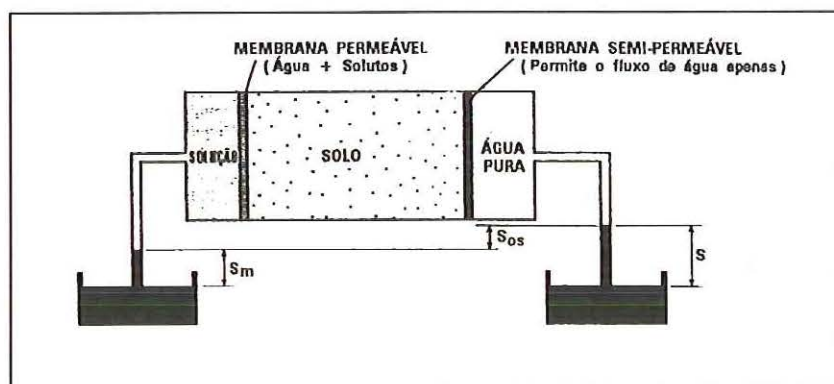 MEMBRANA PERMEÁVEL
( Água + Solutos )
MEMBRANA SEMI-PERMEÁVEL
( Permite o fluxo de água apenas )
SOLUÇÃO
SOLO
ÁGUA
PURA
Sm
Sos
S